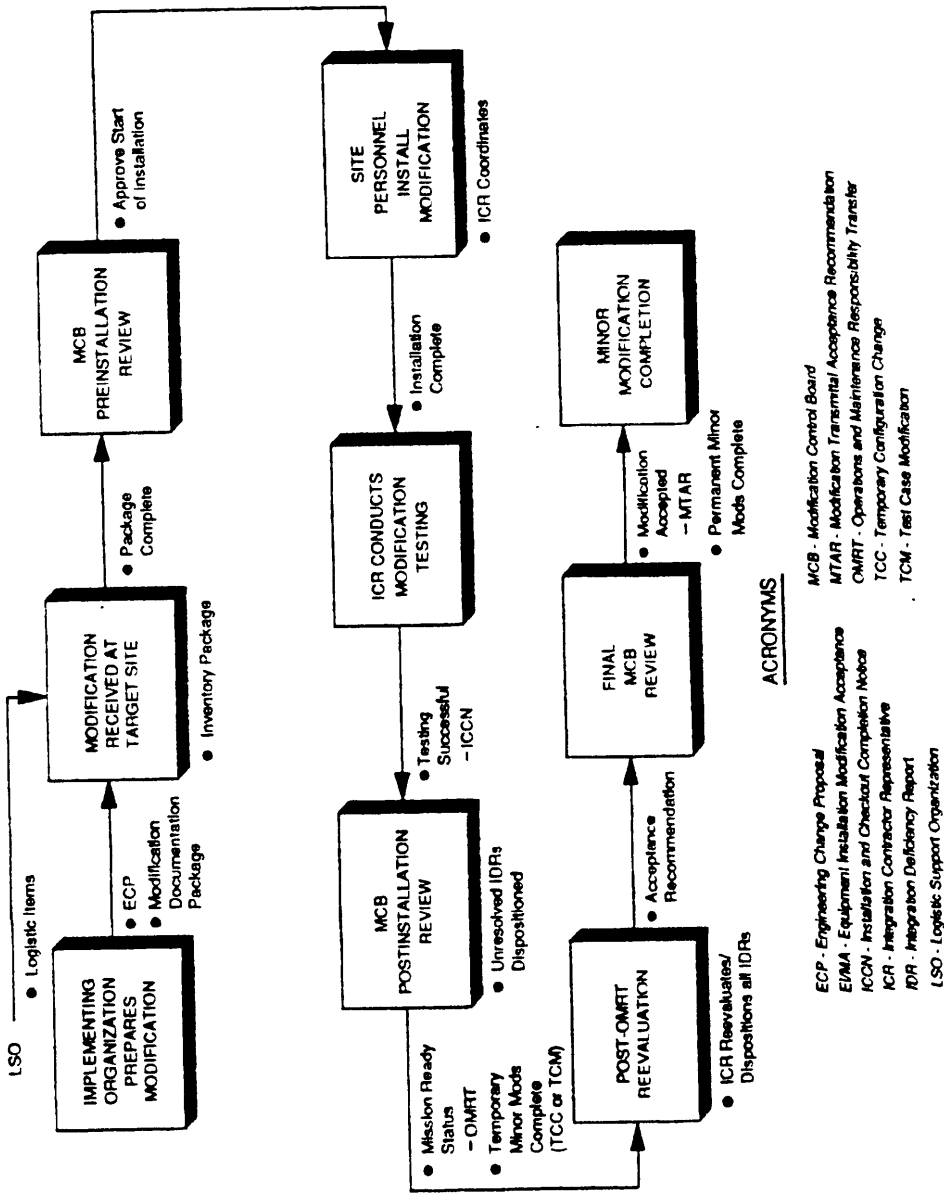 LSO
● Logistic Items
IMPLEMENTING
ORGANIZATION
PREPARES
MODIFICATION
● ECP
● Modification
Documentation
Package
MODIFICATION
RECEIVED AT
TARGET SITE
● Inventory Package
● Package
Complete
MCB
PREINSTALLATION
REVIEW
● Approve Start
of Installation
SITE
PERSONNEL
INSTALL
MODIFICATION
● ICR Coordinates
● Installation
Complete
ICR CONDUCTS
MODIFICATION
TESTING
● Testing
Successful
– ICCN
MCB
POSTINSTALLATION
REVIEW
● Unresolved IDRs
Dispositioned
● Mission Ready
Status
– OMRT
● Temporary
Minor Mods
Complete
(TCC or TCM)
POST-OMRT
REEVALUATION
● ICR Reevaluates/
Dispositions all IDRs
● Acceptance
Recommendation
FINAL
MCB
REVIEW
● Modification
Accepted
– MTAR
● Permanent Minor
Mods Complete
MINOR
MODIFICATION
COMPLETION
ACRONYMS
ECP - Engineering Change Proposal
EIMA - Equipment Installation Modification Acceptance
ICCN - Installation and Checkout Completion Notice
ICR - Integration Contractor Representative
IDR - Integration Deficiency Report
LSO - Logistic Support Organization
MCB - Modification Control Board
MTAR - Modification Transmittal Acceptance Recommendation
OMRT - Operations and Maintenance Responsibility Transfer
TCC - Temporary Configuration Change
TCM - Test Case Modification